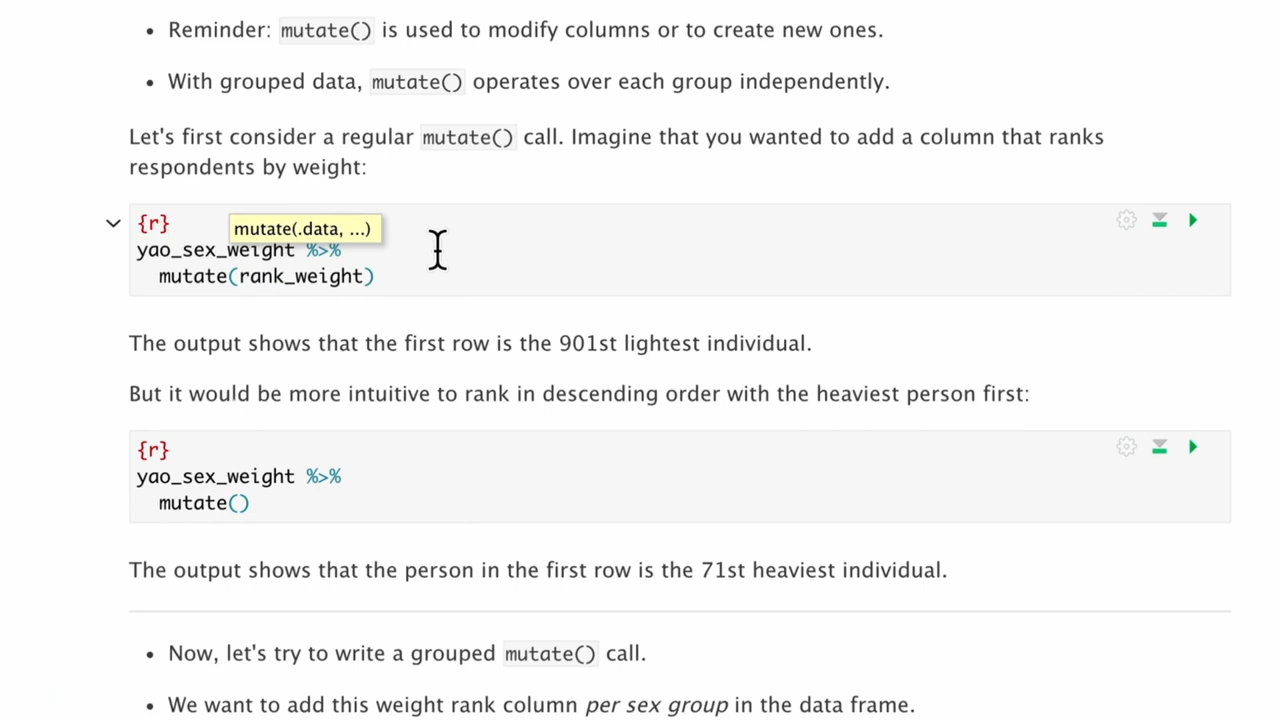 • Reminder: mutate() is used to modify columns or to create new ones.
• With grouped data, mutate() operates over each group independently.
Let's first consider a regular mutate() call. Imagine that you wanted to add a column that ranks
respondents by weight:
{r}
mutate(.data, ...)
yao_sex_weight %>%
mutate(rank_weight)
The output shows that the first row is the 901st lightest individual.
But it would be more intuitive to rank in descending order with the heaviest person first:
{r}
yao_sex_weight %>%
mutate()
The output shows that the person in the first row is the 71st heaviest individual.
• Now, let's try to write a grouped mutate() call.
• We want to add this weight rank column per sex group in the data frame.